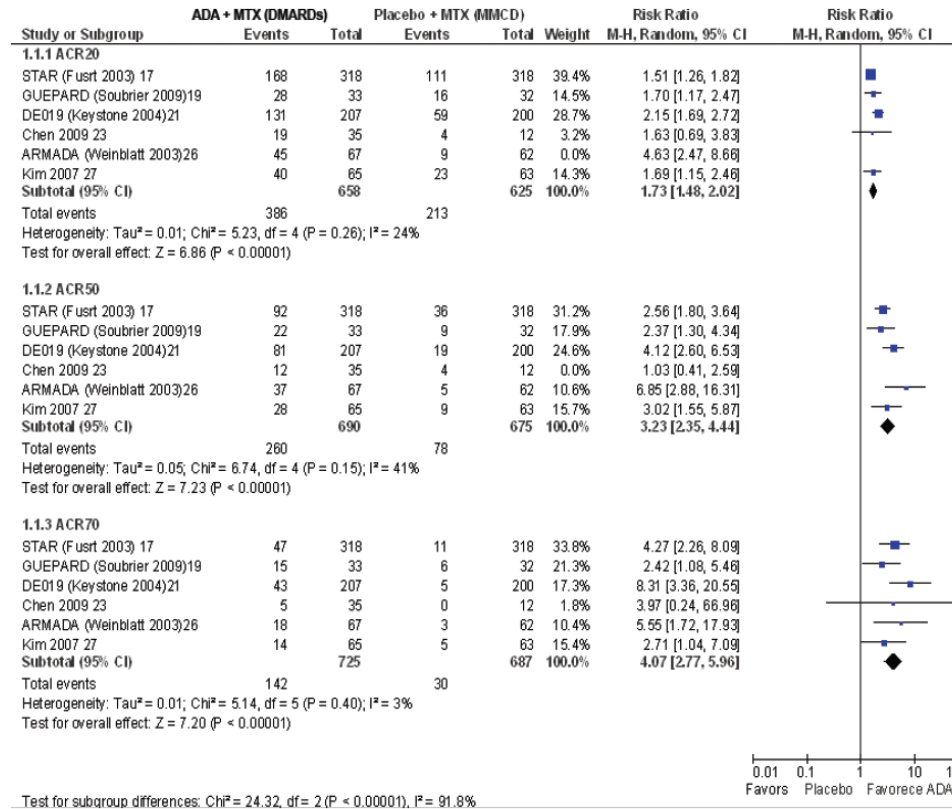 ADA + MTX (DMARDs) Placebo + MTX (MMCD) Risk Ratio Risk Ratio
Study or Subgroup Events Total Events Total Weight M-H, Random, 95% CI M-H, Random, 95% CI
1.1.1 ACR20
STAR (Fusrt 2003) 17 168 318 111 318 39.4% 1.51 [1.26, 1.82]
GUEPARD (Soubrier 2009)19 28 33 16 32 14.5% 1.70 [1.17, 2.47]
DE019 (Keystone 2004)21 131 207 59 200 28.7% 2.15 [1.69, 2.72]
Chen 2009 23 19 35 4 12 3.2% 1.63 [0.69, 3.83]
ARMADA (Weinblatt 2003)26 45 67 9 62 0.0% 4.63 [2.47, 8.66]
Kim 2007 27 40 65 23 63 14.3% 1.69 [1.15, 2.46]
Subtotal (95% CI) 658 625 100.0% 1.73 [1.48, 2.02]
Total events 386 213
Heterogeneity: Tau² = 0.01; Chi² = 5.23, df = 4 (P = 0.26); I² = 24%
Test for overall effect: Z = 6.86 (P < 0.00001)
1.1.2 ACR50
STAR (Fusrt 2003) 17 92 318 36 318 31.2% 2.56 [1.80, 3.64]
GUEPARD (Soubrier 2009)19 22 33 9 32 17.9% 2.37 [1.30, 4.34]
DE019 (Keystone 2004)21 81 207 19 200 24.6% 4.12 [2.60, 6.53]
Chen 2009 23 12 35 4 12 0.0% 1.03 [0.41, 2.59]
ARMADA (Weinblatt 2003)26 37 67 5 62 10.6% 6.85 [2.88, 16.31]
Kim 2007 27 28 65 9 63 15.7% 3.02 [1.55, 5.87]
Subtotal (95% CI) 690 675 100.0% 3.23 [2.35, 4.44]
Total events 260 78
Heterogeneity: Tau² = 0.05; Chi² = 6.74, df = 4 (P = 0.15); I² = 41%
Test for overall effect: Z = 7.23 (P < 0.00001)
1.1.3 ACR70
STAR (Fusrt 2003) 17 47 318 11 318 33.8% 4.27 [2.26, 8.09]
GUEPARD (Soubrier 2009)19 15 33 6 32 21.3% 2.42 [1.08, 5.46]
DE019 (Keystone 2004)21 43 207 5 200 17.3% 8.31 [3.36, 20.55]
Chen 2009 23 5 35 0 12 1.8% 3.97 [0.24, 66.96]
ARMADA (Weinblatt 2003)26 18 67 3 62 10.4% 5.55 [1.72, 17.93]
Kim 2007 27 14 65 5 63 15.4% 2.71 [1.04, 7.09]
Subtotal (95% CI) 725 687 100.0% 4.07 [2.77, 5.96]
Total events 142 30
Heterogeneity: Tau² = 0.01; Chi² = 5.14, df = 5 (P = 0.40); I² = 3%
Test for overall effect: Z = 7.20 (P < 0.00001)
0.01 0.1 1 10
Favors Placebo Favorece ADA
Test for subgroup differences: Chi² = 24.32, df = 2 (P < 0.00001), I² = 91.8%